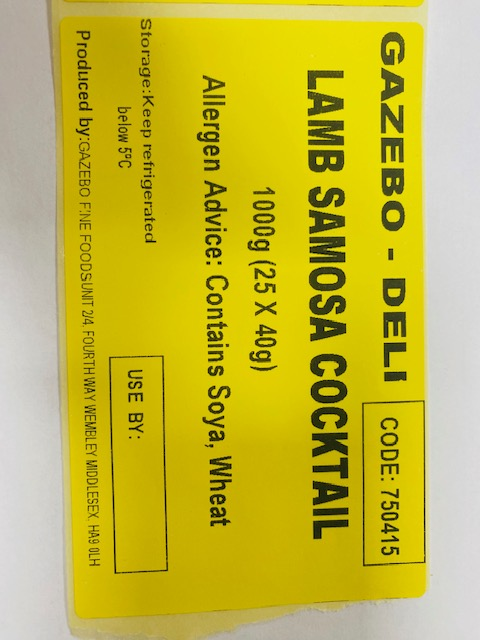 GAZEBO - DELI
CODE: 750415
LAMB SAMOSA COCKTAIL
1000g (25 X 40g)
Allergen Advice: Contains Soya, Wheat
Storage:Keep refrigerated
below 5°C
USE BY:
Produced by:GAZEBO FINE FOODSUNIT 2/4, FOURTH WAY WEMBLEY MIDDLESEX, HA9 0LH